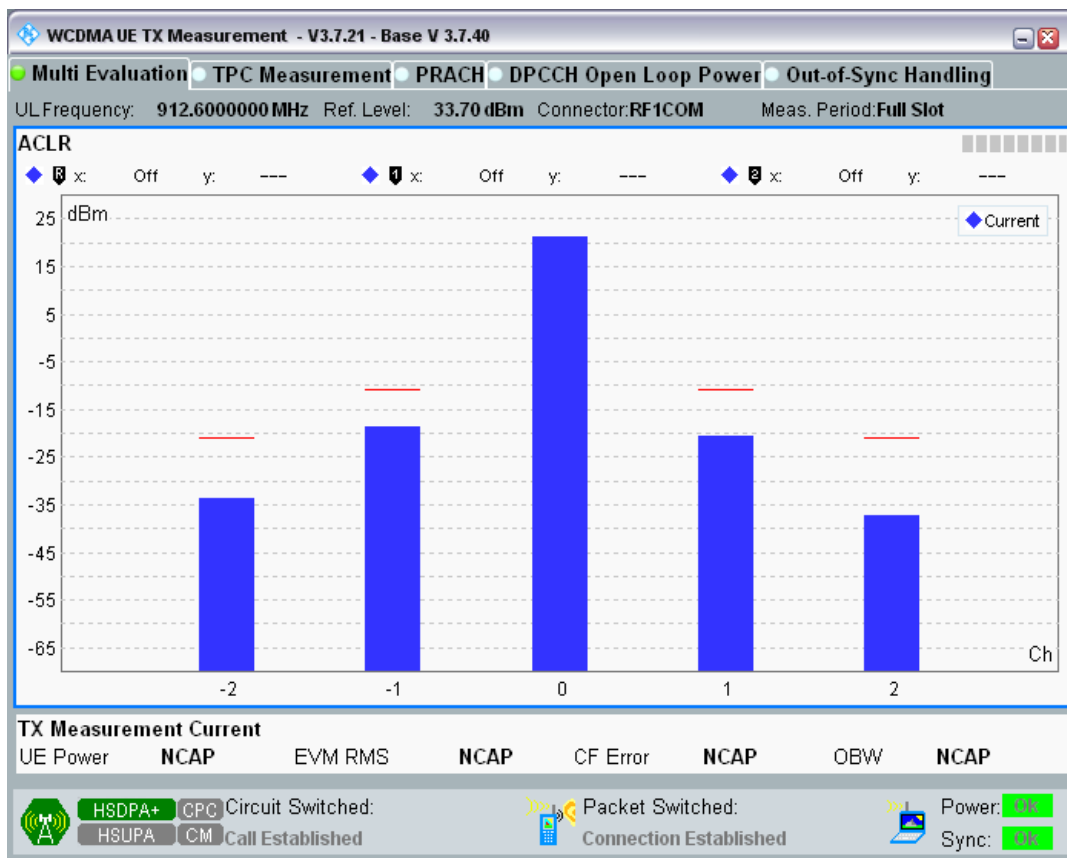 WCDMA UE TX Measurement - V3.7.21 - Base V 3.7.40
Multi Evaluation TPC Measurement PRACH DPCCH Open Loop Power Out-of-Sync Handling
UL Frequency: 912.6000000 MHz Ref. Level: 33.70 dBm Connector:RF1COM Meas. Period:Full Slot
ACLR
R x: Off y: --- 1 x: Off y: --- 2 x: Off y: ---
dBm
Current
25
15
5
-5
-15
-25
-35
-45
-55
-65
Ch
-2 -1 0 1 2
TX Measurement Current
UE Power NCAP EVM RMS NCAP CF Error NCAP OBW NCAP
HSDPA+ CPC Circuit Switched: Packet Switched: Power: Ok
HSUPA CM Call Established Connection Established Sync: Ok